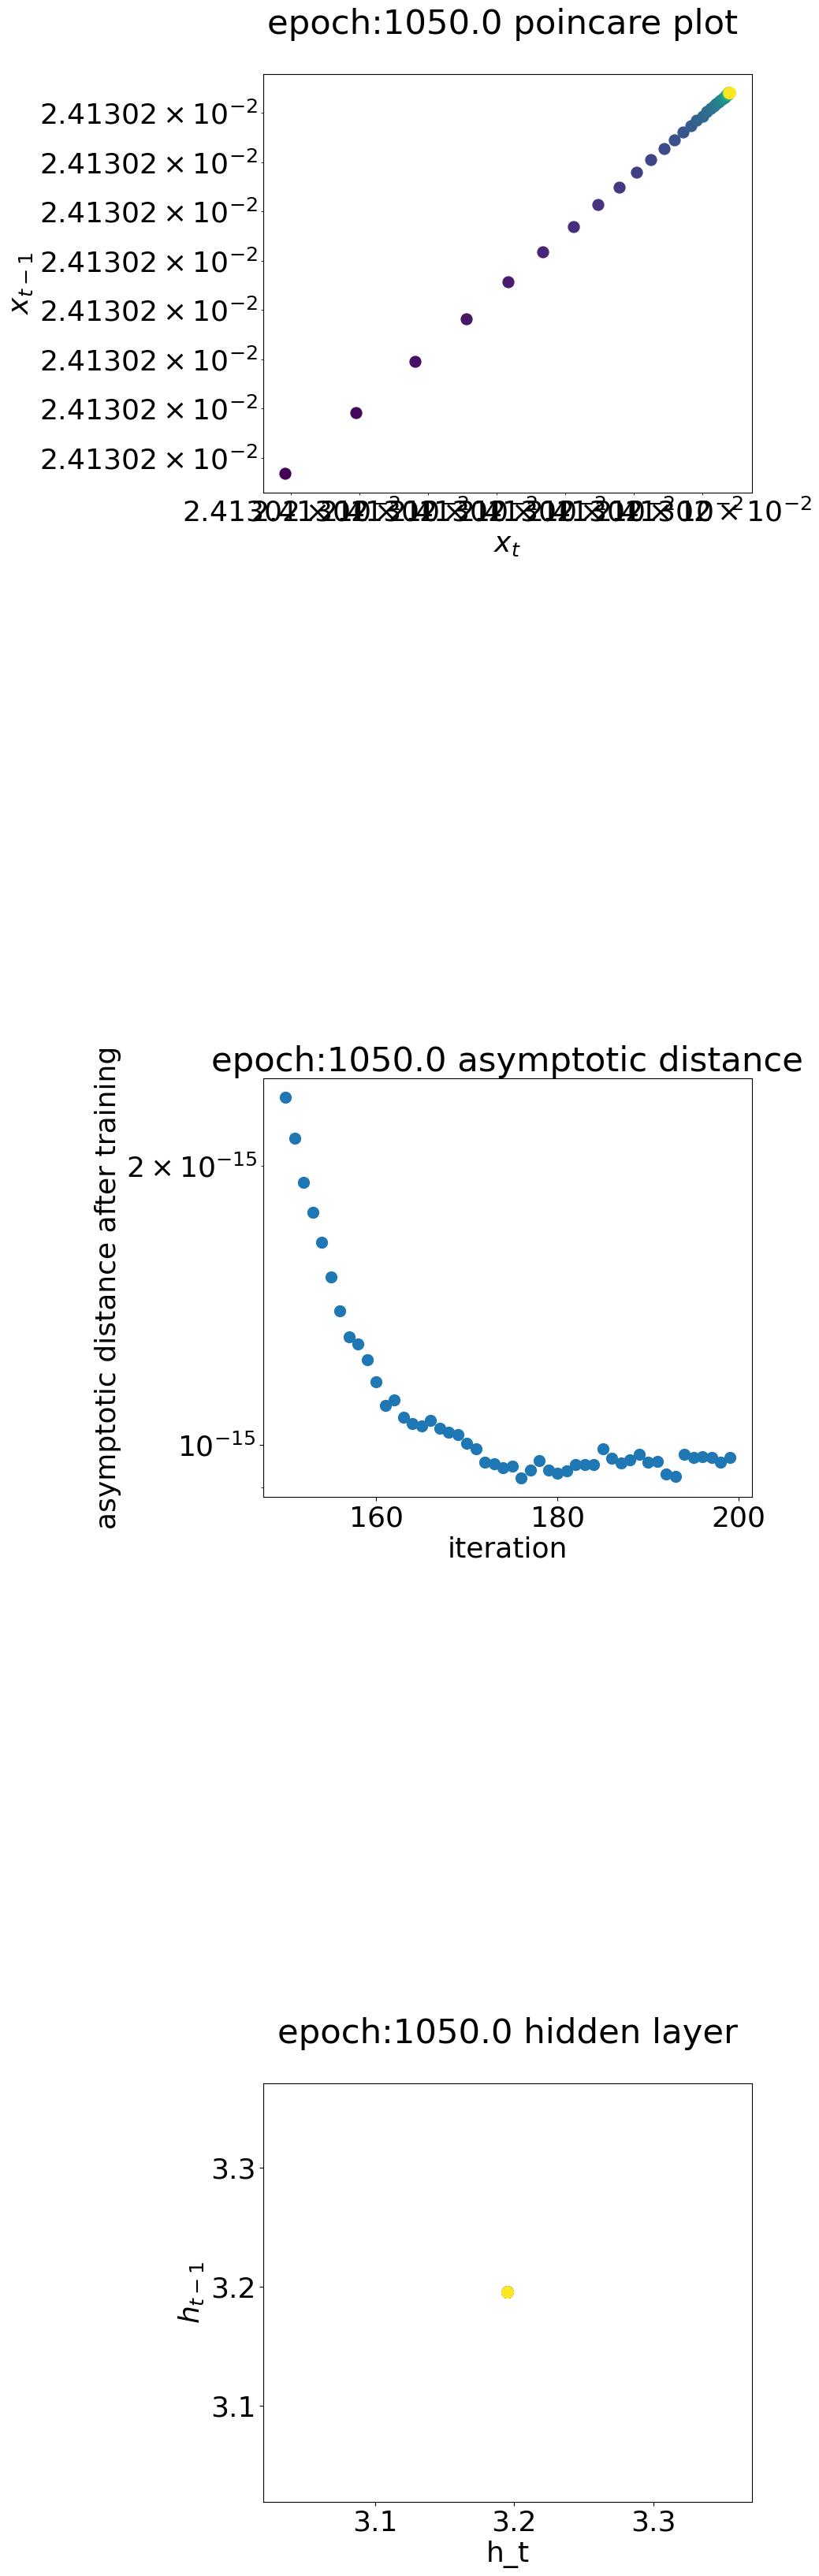 epoch:1050.0 poincare plot
2.41302 × 10⁻²
2.41302 × 10⁻²
2.41302 × 10⁻²
2.41302 × 10⁻²
2.41302 × 10⁻²
2.41302 × 10⁻²
2.41302 × 10⁻²
2.41302 × 10⁻²
xₜ₋₁
xₜ
epoch:1050.0 asymptotic distance
asymptotic distance after training
2 × 10⁻¹⁵
10⁻¹⁵
160 180 200
iteration
epoch:1050.0 hidden layer
3.3
3.2
3.1
hₜ₋₁
3.1 3.2 3.3
h_t